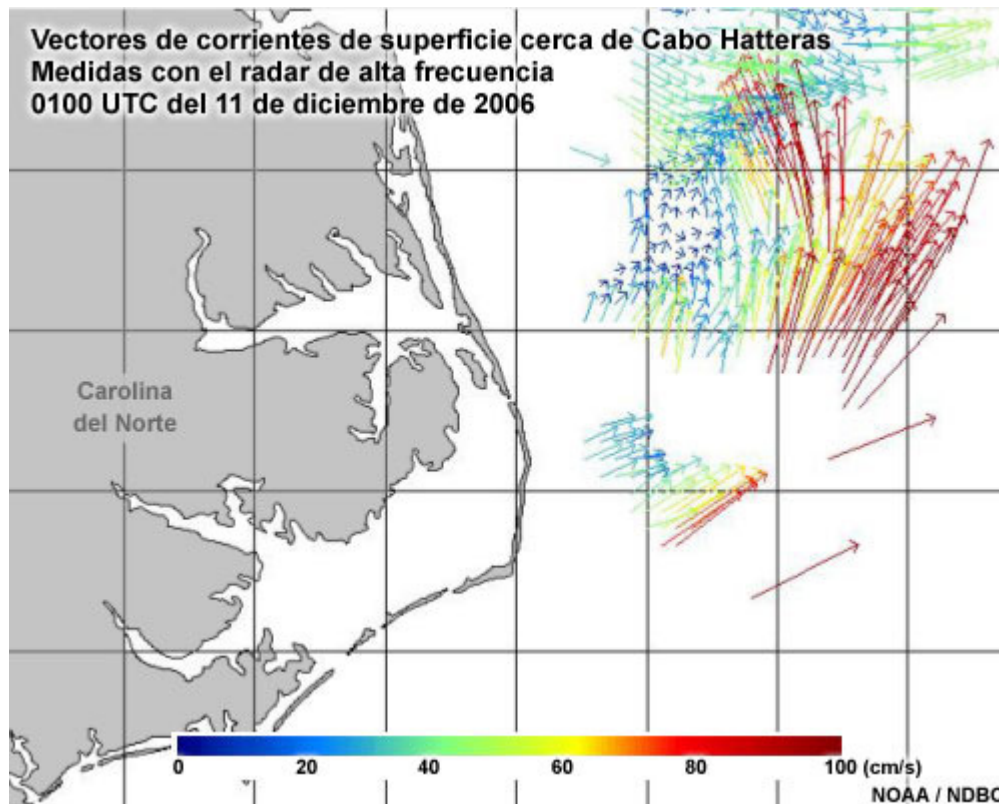 Vectores de corrientes de superficie cerca de Cabo Hatteras
Medidas con el radar de alta frecuencia
0100 UTC del 11 de diciembre de 2006
Carolina
del Norte
0 20 40 60 80 100 (cm/s)
NOAA / NDBC